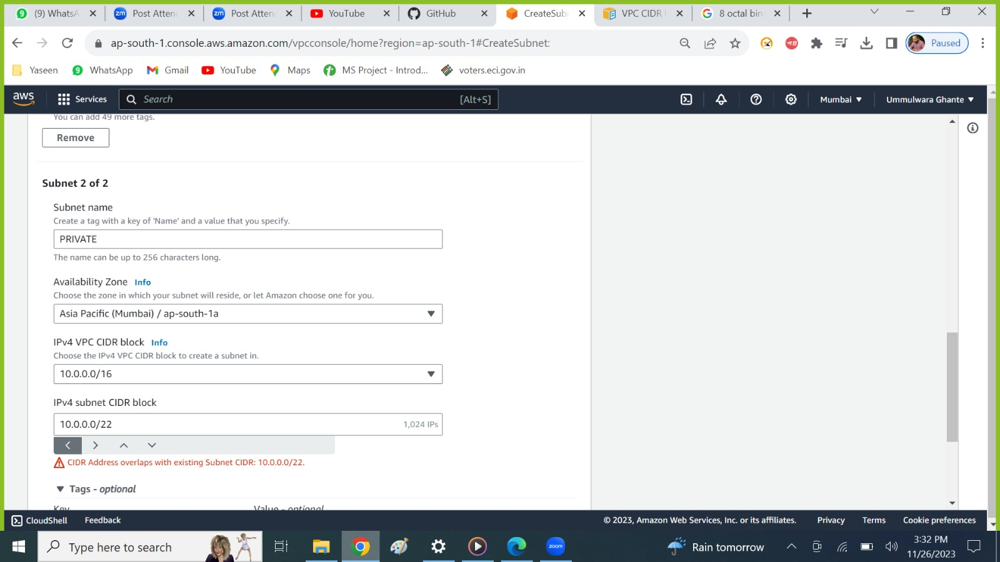 (9) WhatsA
Post Atten
Post Atten
YouTube
GitHub
CreateSub
VPC CIDR
8 octal bin
ap-south-1.console.aws.amazon.com/vpcconsole/home?region=ap-south-1#CreateSubnet:
Paused
Yaseen
WhatsApp
Gmail
YouTube
Maps
MS Project - Introd...
voters.eci.gov.in
aws
Services
Search
[Alt+S]
Mumbai
Ummulwara Ghante
You can add 49 more tags.
Remove
Subnet 2 of 2
Subnet name
Create a tag with a key of 'Name' and a value that you specify.
PRIVATE
The name can be up to 256 characters long.
Availability Zone Info
Choose the zone in which your subnet will reside, or let Amazon choose one for you.
Asia Pacific (Mumbai) / ap-south-1a
IPv4 VPC CIDR block Info
Choose the IPv4 VPC CIDR block to create a subnet in.
10.0.0.0/16
IPv4 subnet CIDR block
10.0.0.0/22
1,024 IPs
CIDR Address overlaps with existing Subnet CIDR: 10.0.0.0/22.
Tags - optional
Key
Value - optional
CloudShell
Feedback
© 2023, Amazon Web Services, Inc. or its affiliates.
Privacy
Terms
Cookie preferences
Type here to search
zoom
Rain tomorrow
3:32 PM
11/26/2023